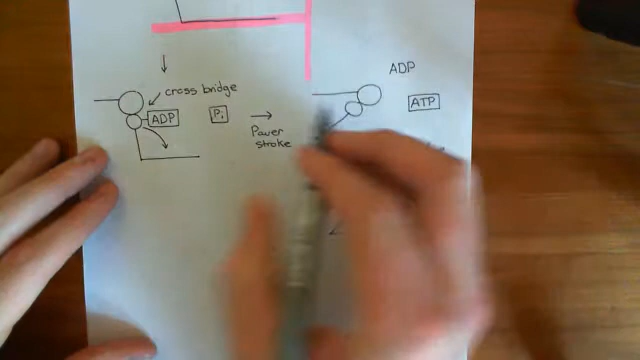 cross bridge
ADP
Pi
Power
stroke
ADP
ATP